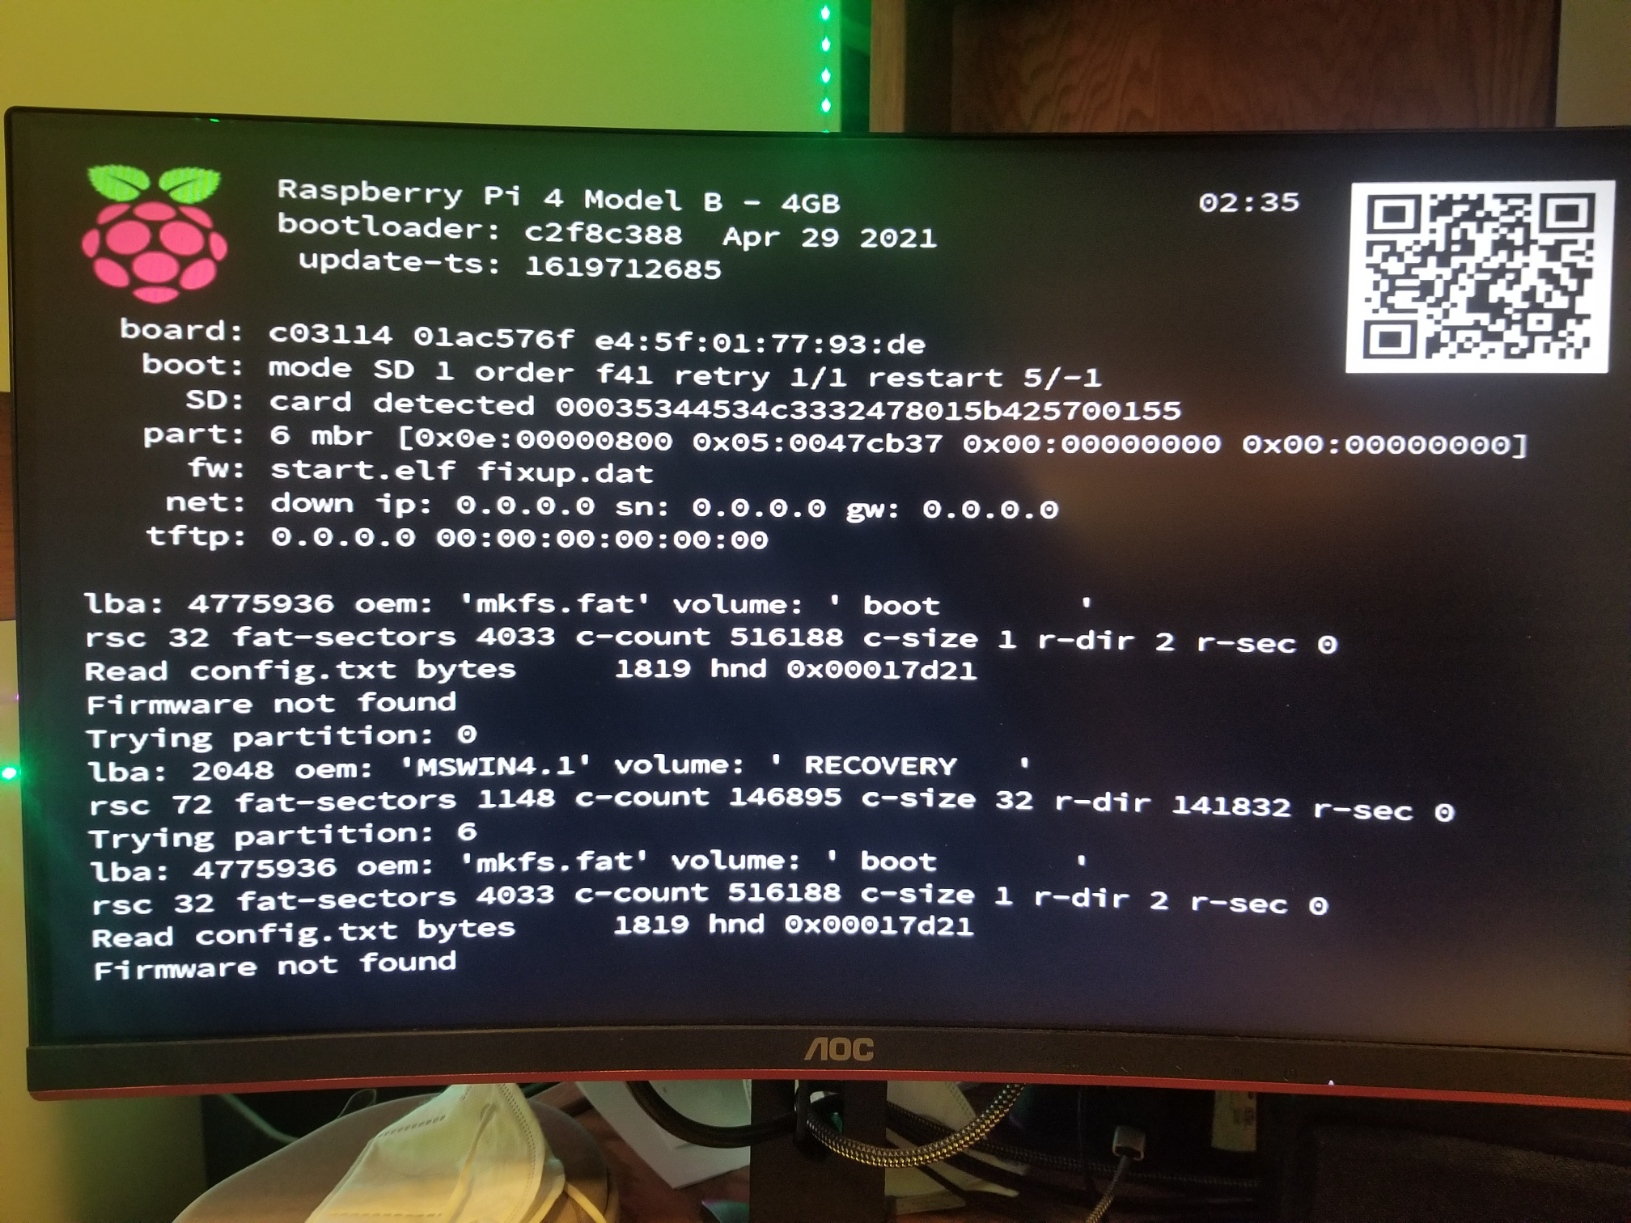 Raspberry Pi 4 Model B - 4GB
02:35
bootloader: c2f8c388 Apr 29 2021
update-ts: 1619712685
board: c03114 01ac576f e4:5f:01:77:93:de
boot: mode SD 1 order f41 retry 1/1 restart 5/-1
SD: card detected 00035344534c3332478015b425700155
part: 6 mbr [0x0e:00000800 0x05:0047cb37 0x00:00000000 0x00:00000000]
fw: start.elf fixup.dat
net: down ip: 0.0.0.0 sn: 0.0.0.0 gw: 0.0.0.0
tftp: 0.0.0.0 00:00:00:00:00:00
lba: 4775936 oem: 'mkfs.fat' volume: ' boot '
rsc 32 fat-sectors 4033 c-count 516188 c-size 1 r-dir 2 r-sec 0
Read config.txt bytes 1819 hnd 0x00017d21
Firmware not found
Trying partition: 0
lba: 2048 oem: 'MSWIN4.1' volume: ' RECOVERY '
rsc 72 fat-sectors 1148 c-count 146895 c-size 32 r-dir 141832 r-sec 0
Trying partition: 6
lba: 4775936 oem: 'mkfs.fat' volume: ' boot '
rsc 32 fat-sectors 4033 c-count 516188 c-size 1 r-dir 2 r-sec 0
Read config.txt bytes 1819 hnd 0x00017d21
Firmware not found
AOC